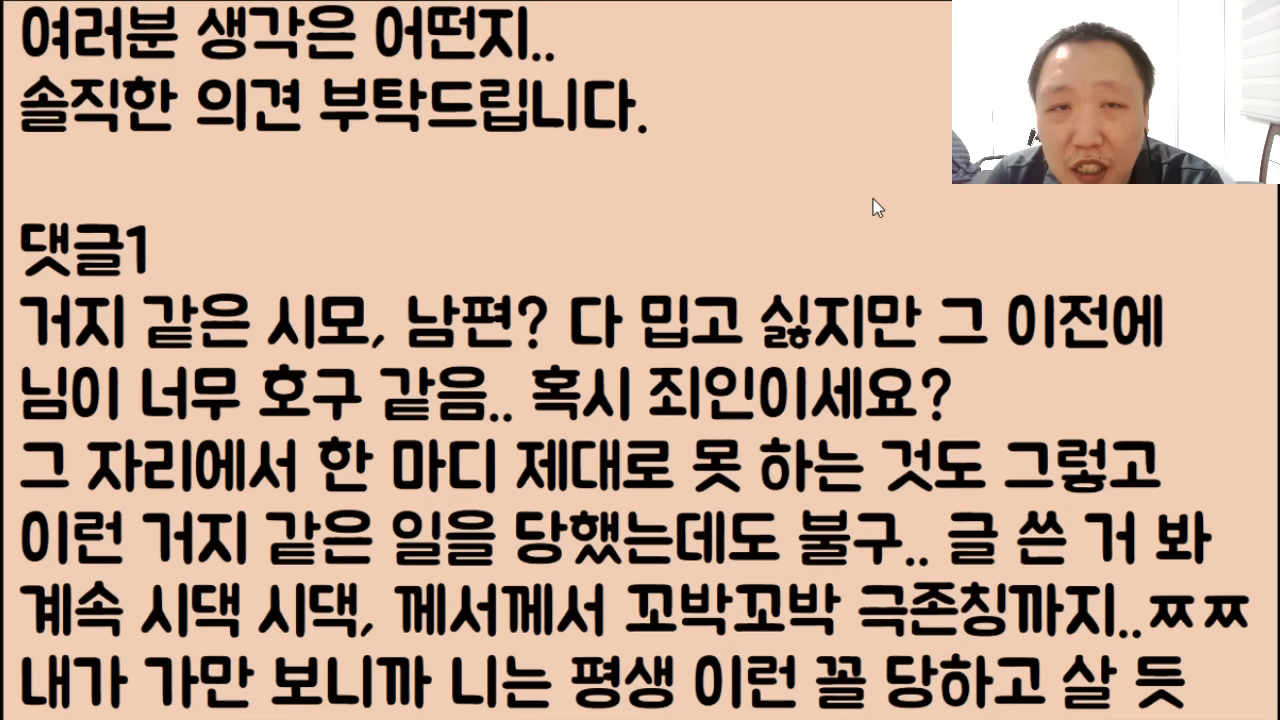 여러분 생각은 어떤지..
솔직한 의견 부탁드립니다.
댓글1
거지 같은 시모, 남편? 다 밉고 싫지만 그 이전에
님이 너무 호구 같음.. 혹시 죄인이세요?
그 자리에서 한 마디 제대로 못 하는 것도 그렇고
이런 거지 같은 일을 당했는데도 불구.. 글 쓴 거 봐
계속 시댁 시댁, 께서께서 꼬박꼬박 극존칭까지..ㅉㅉ
내가 가만 보니까 니는 평생 이런 꼴 당하고 살 듯